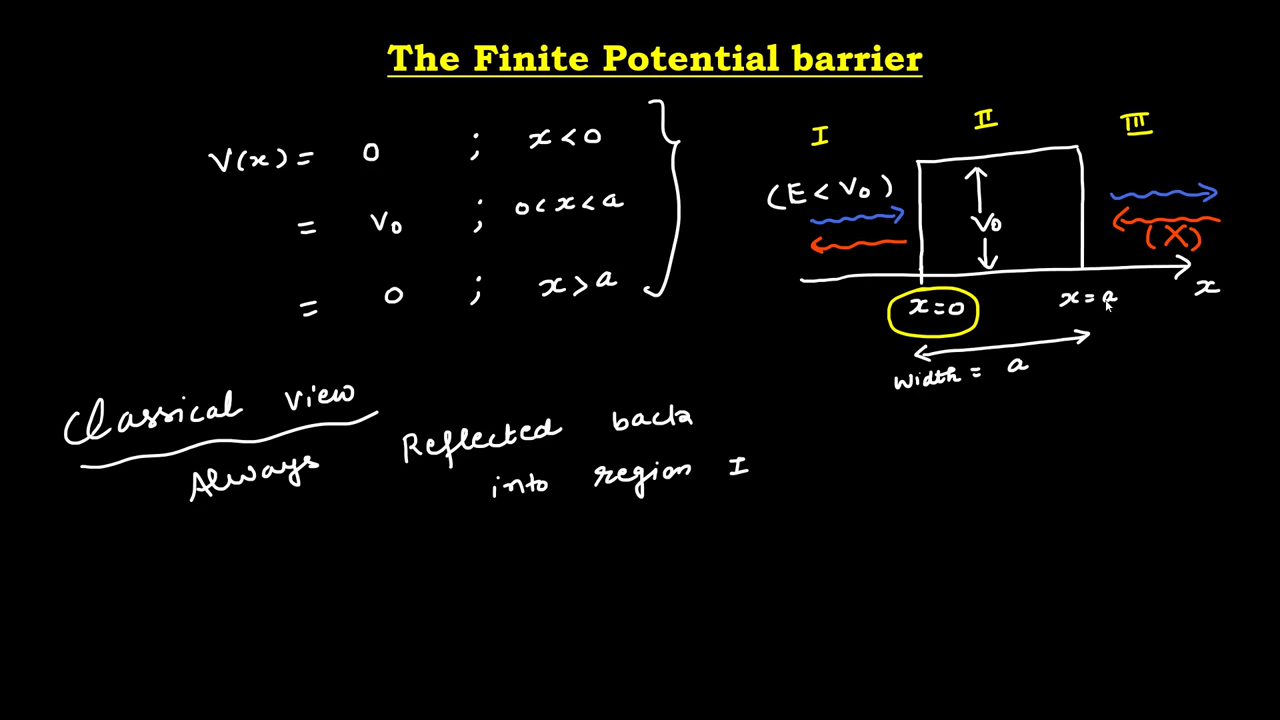 The Finite Potential barrier
V(x) = 0 ; x < 0
= V0 ; 0 < x < a
= 0 ; x > a
I II III
(E < V0)
V0
(X)
x = 0 x = a x
Width = a
Classical view
Always Reflected back
into region I